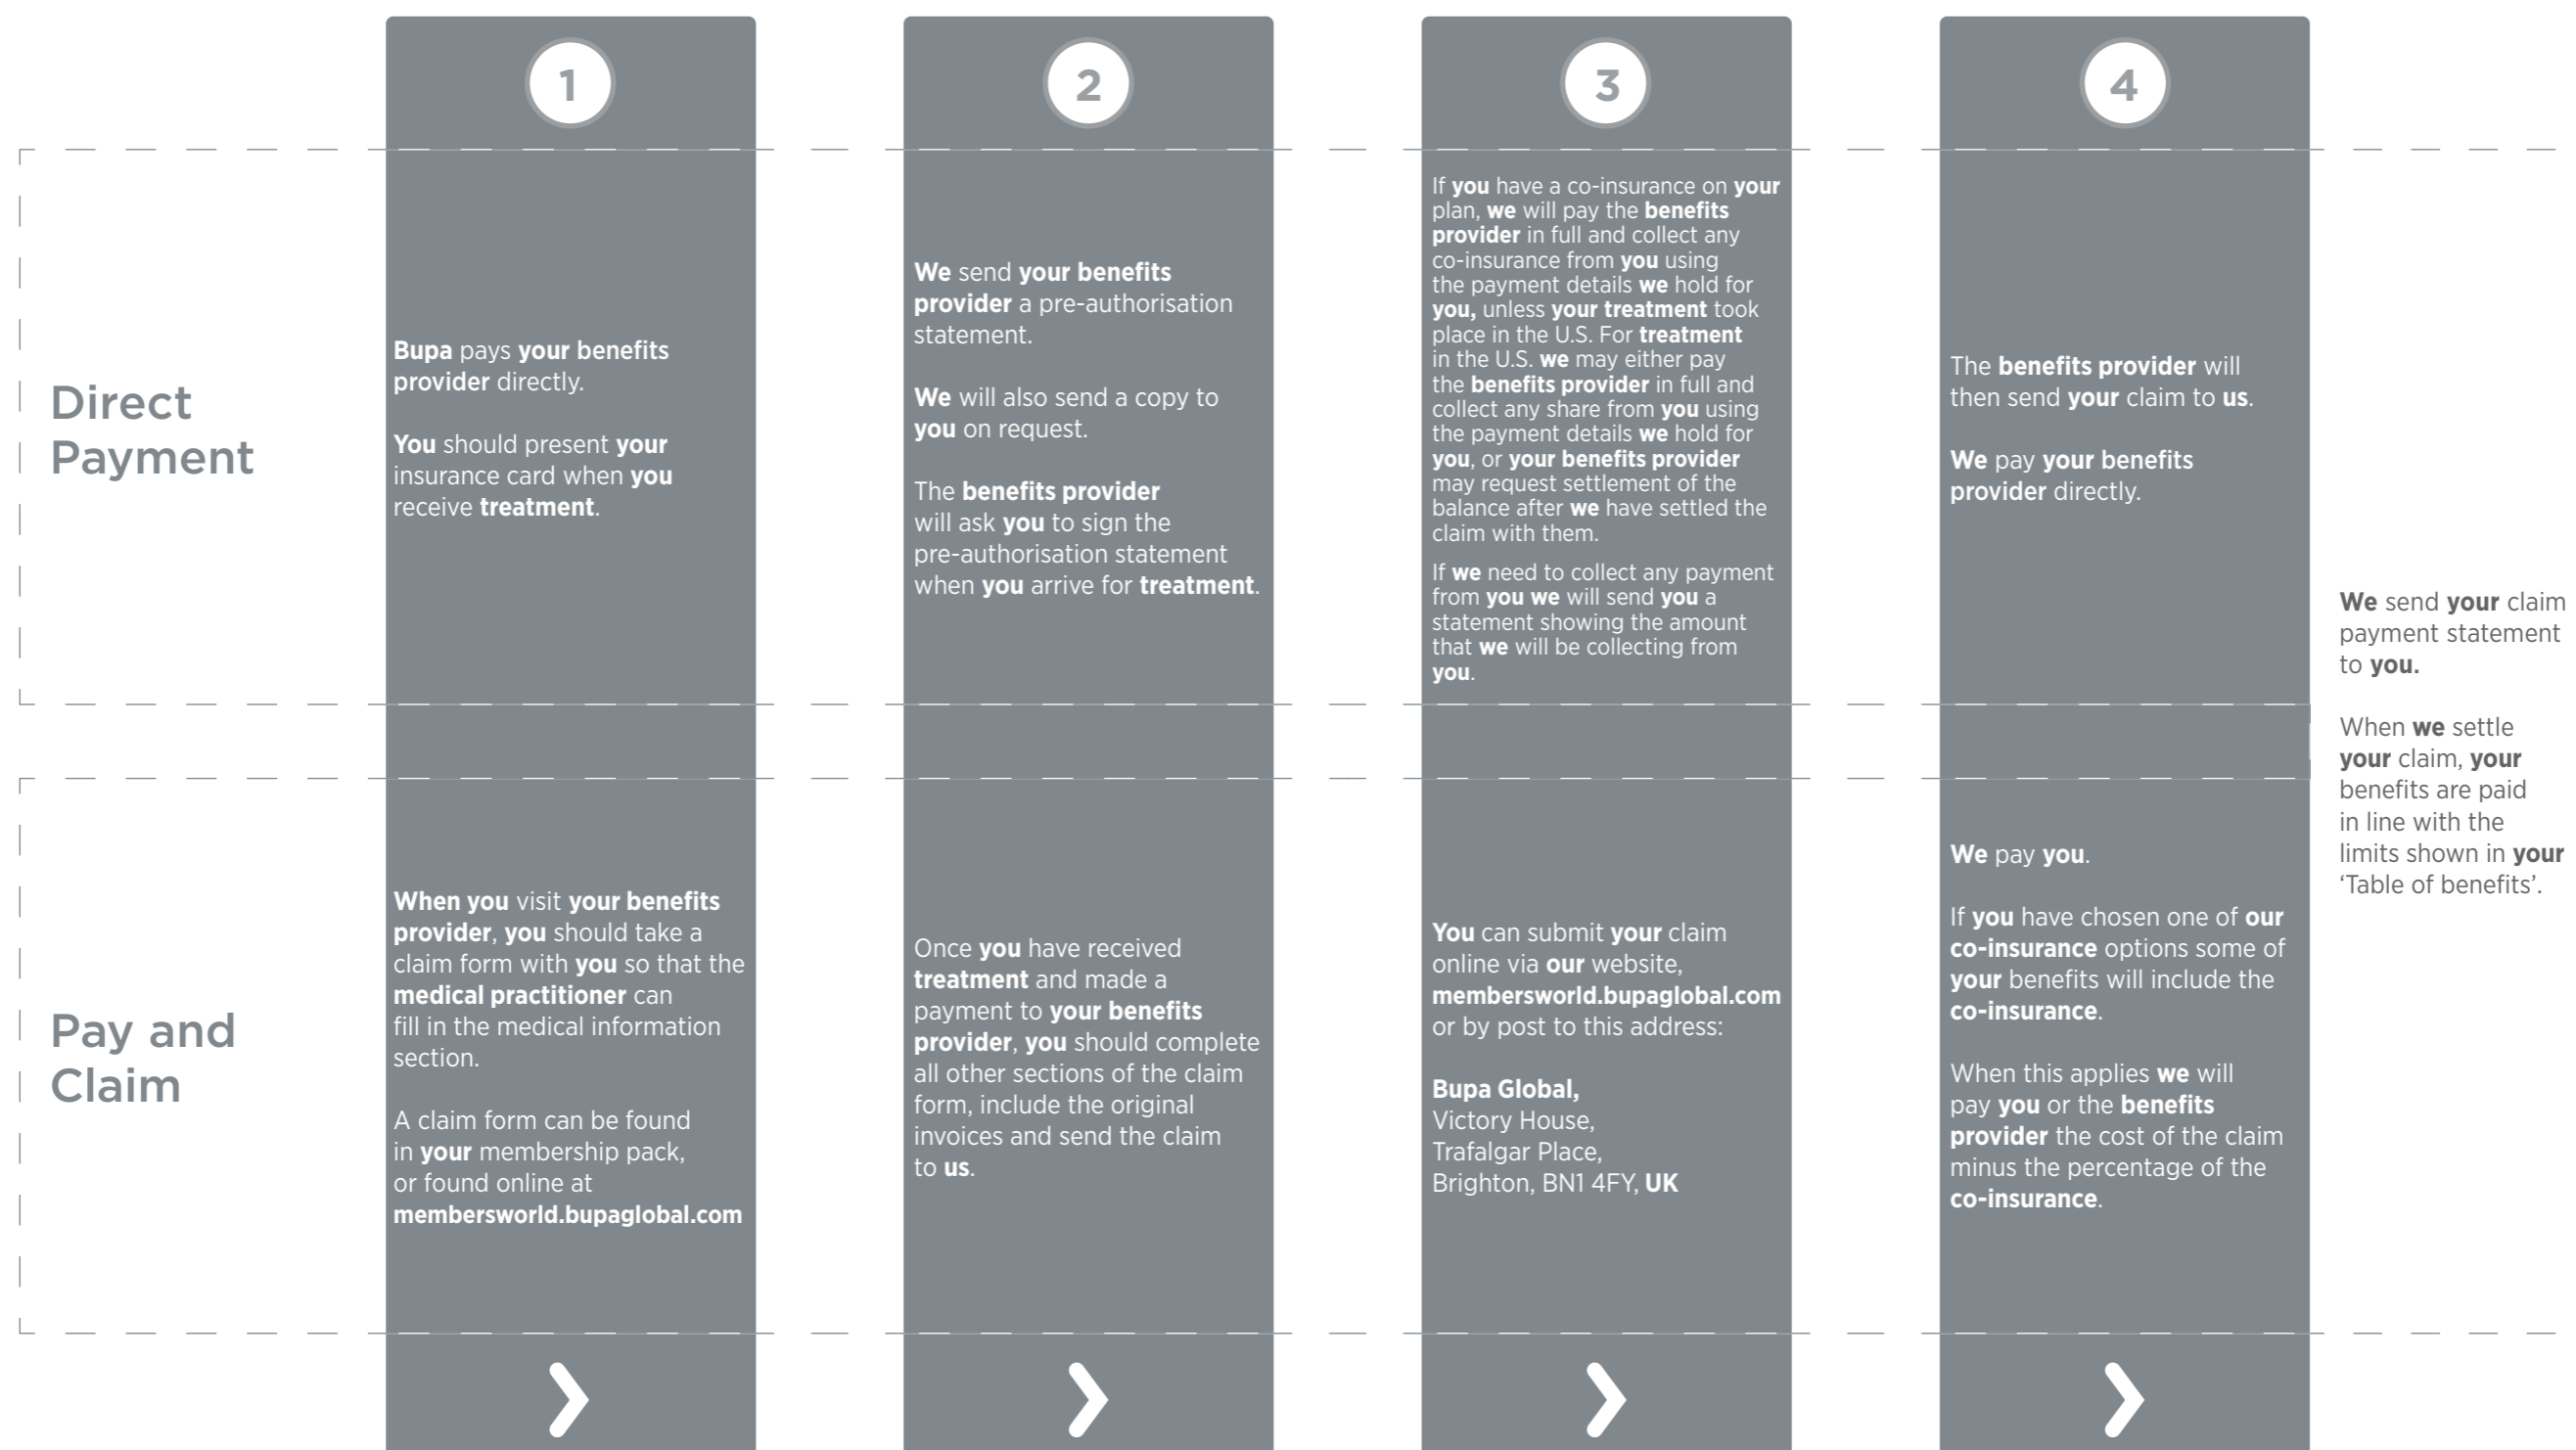 1
2
3
4
Direct
Payment
Bupa pays your benefits
provider directly.
You should present your
insurance card when you
receive treatment.
We send your benefits
provider a pre-authorisation
statement.
We will also send a copy to
you on request.
The benefits provider
will ask you to sign the
pre-authorisation statement
when you arrive for treatment.
If you have a co-insurance on your
plan, we will pay the benefits
provider in full and collect any
co-insurance from you using
the payment details we hold for
you, unless your treatment took
place in the U.S. For treatment
in the U.S. we may either pay
the benefits provider in full and
collect any share from you using
the payment details we hold for
you, or your benefits provider
may request settlement of the
balance after we have settled the
claim with them.
If we need to collect any payment
from you we will send you a
statement showing the amount
that we will be collecting from
you.
The benefits provider will
then send your claim to us.
We pay your benefits
provider directly.
Pay and
Claim
When you visit your benefits
provider, you should take a
claim form with you so that the
medical practitioner can
fill in the medical information
section.
A claim form can be found
in your membership pack,
or found online at
membersworld.bupaglobal.com
Once you have received
treatment and made a
payment to your benefits
provider, you should complete
all other sections of the claim
form, include the original
invoices and send the claim
to us.
You can submit your claim
online via our website,
membersworld.bupaglobal.com
or by post to this address:
Bupa Global,
Victory House,
Trafalgar Place,
Brighton, BN1 4FY, UK
We pay you.
If you have chosen one of our
co-insurance options some of
your benefits will include the
co-insurance.
When this applies we will
pay you or the benefits
provider the cost of the claim
minus the percentage of the
co-insurance.
We send your claim
payment statement
to you.
When we settle
your claim, your
benefits are paid
in line with the
limits shown in your
‘Table of benefits’.